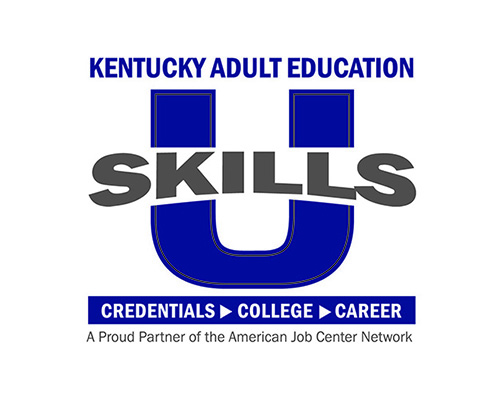 KENTUCKY ADULT EDUCATION
U
SKILLS
CREDENTIALS ▶ COLLEGE ▶ CAREER
A Proud Partner of the American Job Center Network